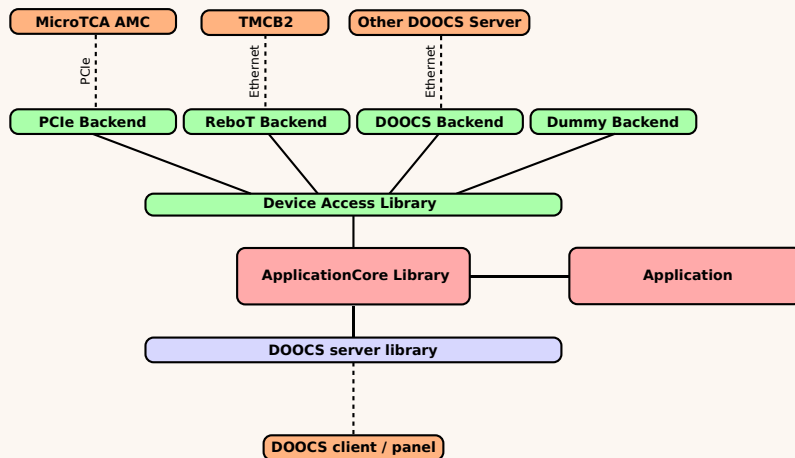 MicroTCA AMC
TMCB2
Other DOOCS Server
PCIe
Ethernet
Ethernet
PCIe Backend
ReboT Backend
DOOCS Backend
Dummy Backend
Device Access Library
ApplicationCore Library
Application
DOOCS server library
DOOCS client / panel